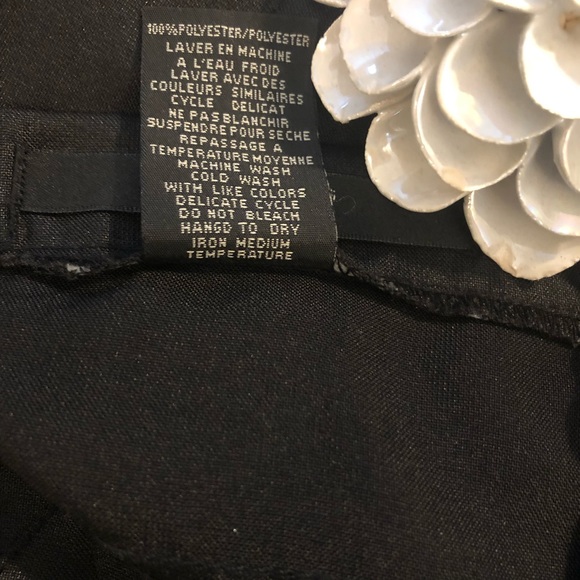 100%POLYESTER/POLYESTER
LAVER EN MACHINE
A L'EAU FROID
LAVER AVEC DES
COULEURS SIMILAIRES
CYCLE DELICAT
NE PAS BLANCHIR
SUSPENDRE POUR SECHE
REPASSAGE A
TEMPERATURE MOYENNE
MACHINE WASH
COLD WASH
WITH LIKE COLORS
DELICATE CYCLE
DO NOT BLEACH
HANGD TO DRY
IRON MEDIUM
TEMPERATURE